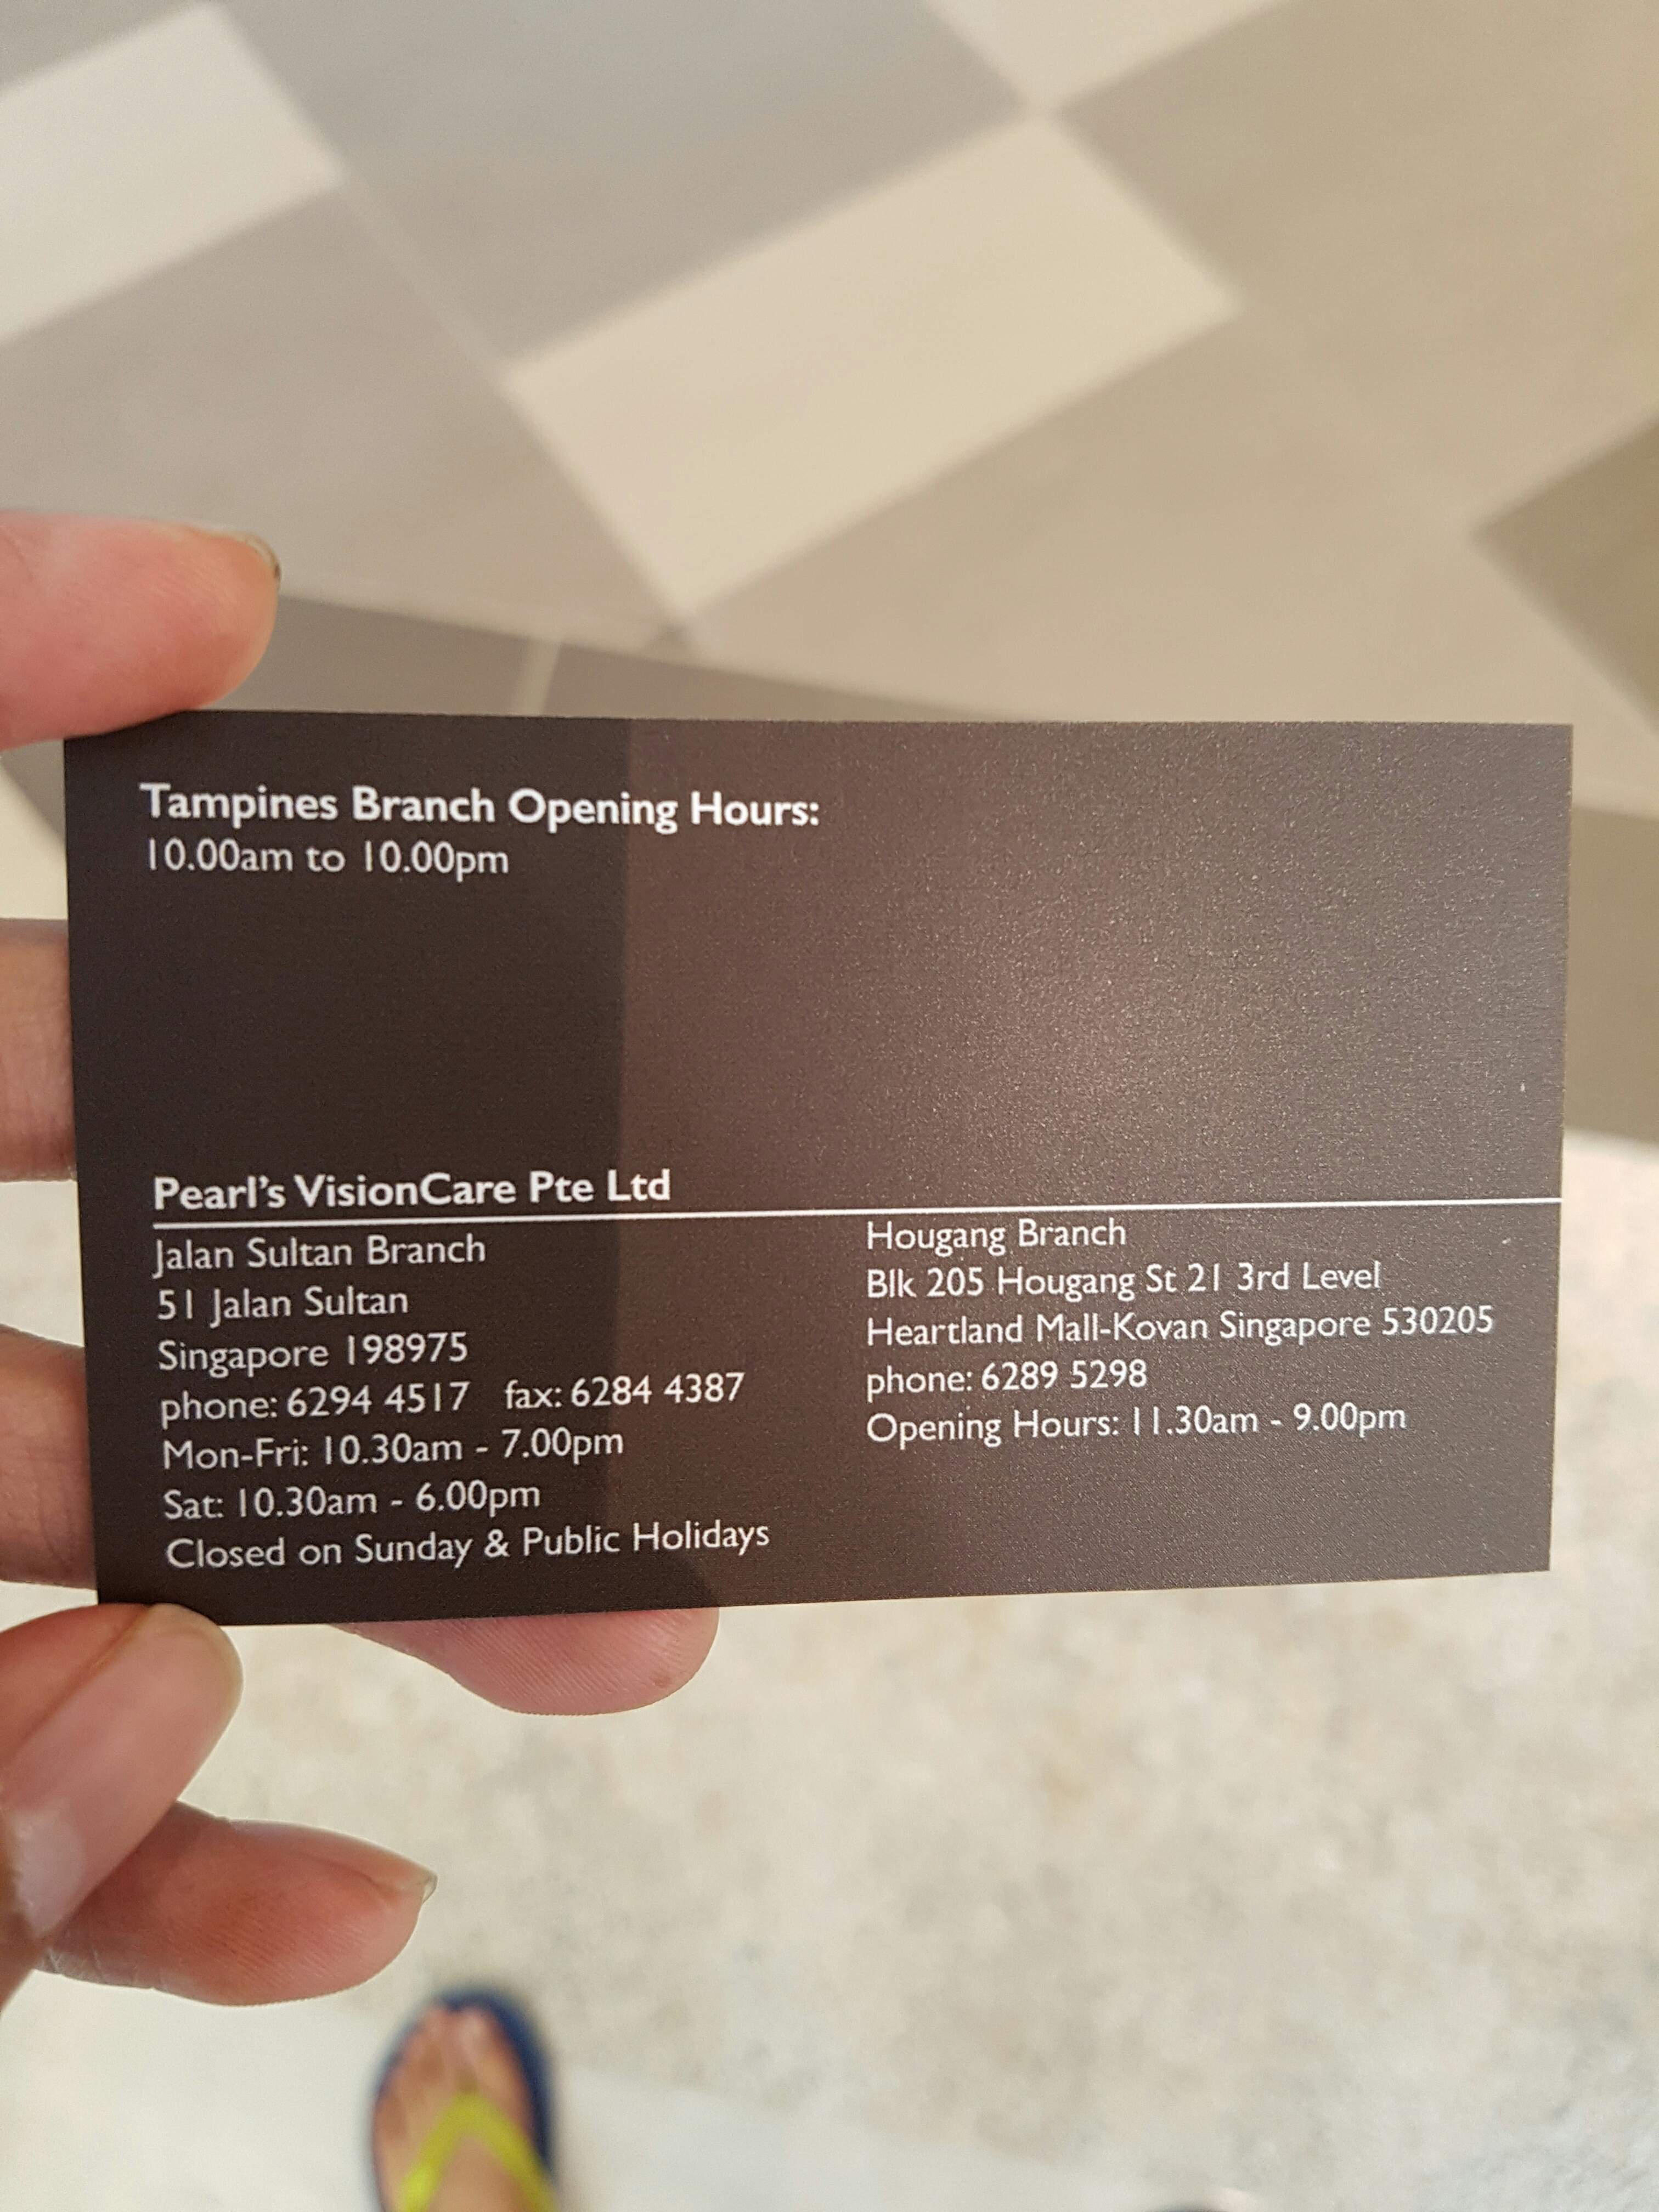 Tampines Branch Opening Hours:
10.00am to 10.00pm
Pearl's VisionCare Pte Ltd
Jalan Sultan Branch
51 Jalan Sultan
Singapore 198975
phone: 6294 4517 fax: 6284 4387
Mon-Fri: 10.30am - 7.00pm
Sat: 10.30am - 6.00pm
Closed on Sunday & Public Holidays
Hougang Branch
Blk 205 Hougang St 21 3rd Level
Heartland Mall-Kovan Singapore 530205
phone: 6289 5298
Opening Hours: 11.30am - 9.00pm